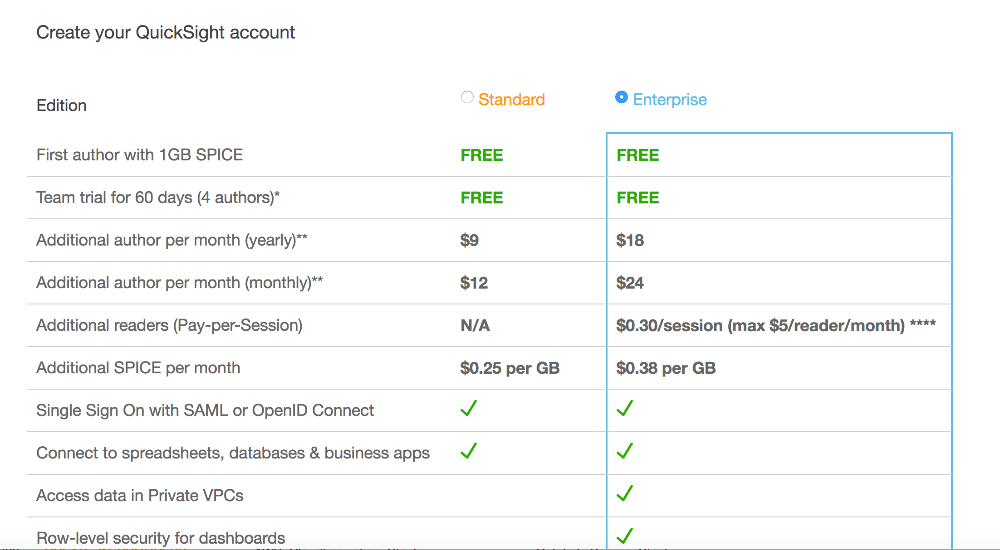 Create your QuickSight account
Edition Standard Enterprise
First author with 1GB SPICE FREE FREE
Team trial for 60 days (4 authors)* FREE FREE
Additional author per month (yearly)** $9 $18
Additional author per month (monthly)** $12 $24
Additional readers (Pay-per-Session) N/A $0.30/session (max $5/reader/month) ****
Additional SPICE per month $0.25 per GB $0.38 per GB
Single Sign On with SAML or OpenID Connect
Connect to spreadsheets, databases & business apps
Access data in Private VPCs
Row-level security for dashboards